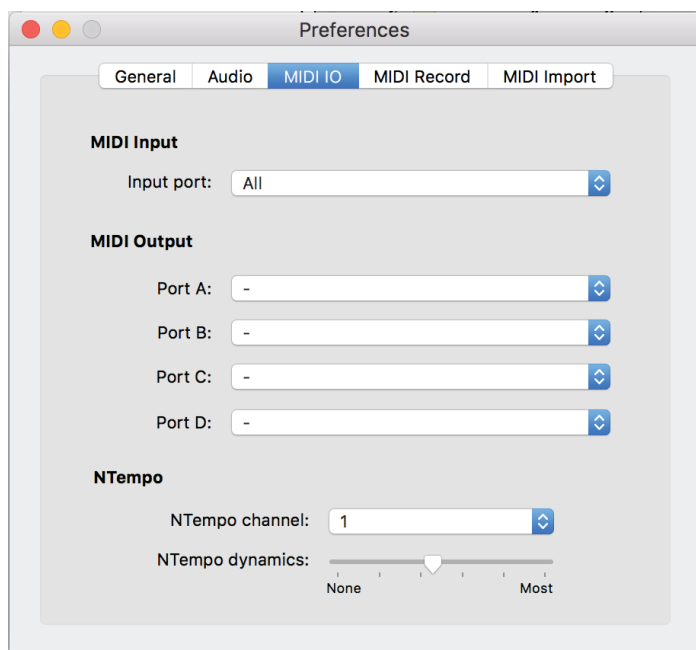 Preferences
General Audio MIDI IO MIDI Record MIDI Import
MIDI Input
Input port: All
MIDI Output
Port A: -
Port B: -
Port C: -
Port D: -
NTempo
NTempo channel: 1
NTempo dynamics:
None Most